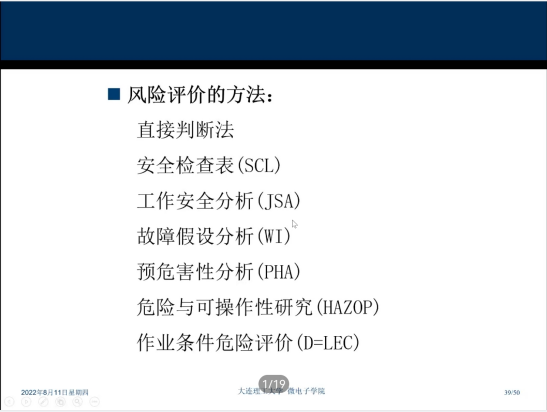 ■ 风险评价的方法：
直接判断法
安全检查表(SCL)
工作安全分析(JSA)
故障假设分析(WI)
预危害性分析(PHA)
危险与可操作性研究(HAZOP)
作业条件危险评价(D=LEC)
2022年8月11日星期四
1/19
大连理工大学 微电子学院
39/50